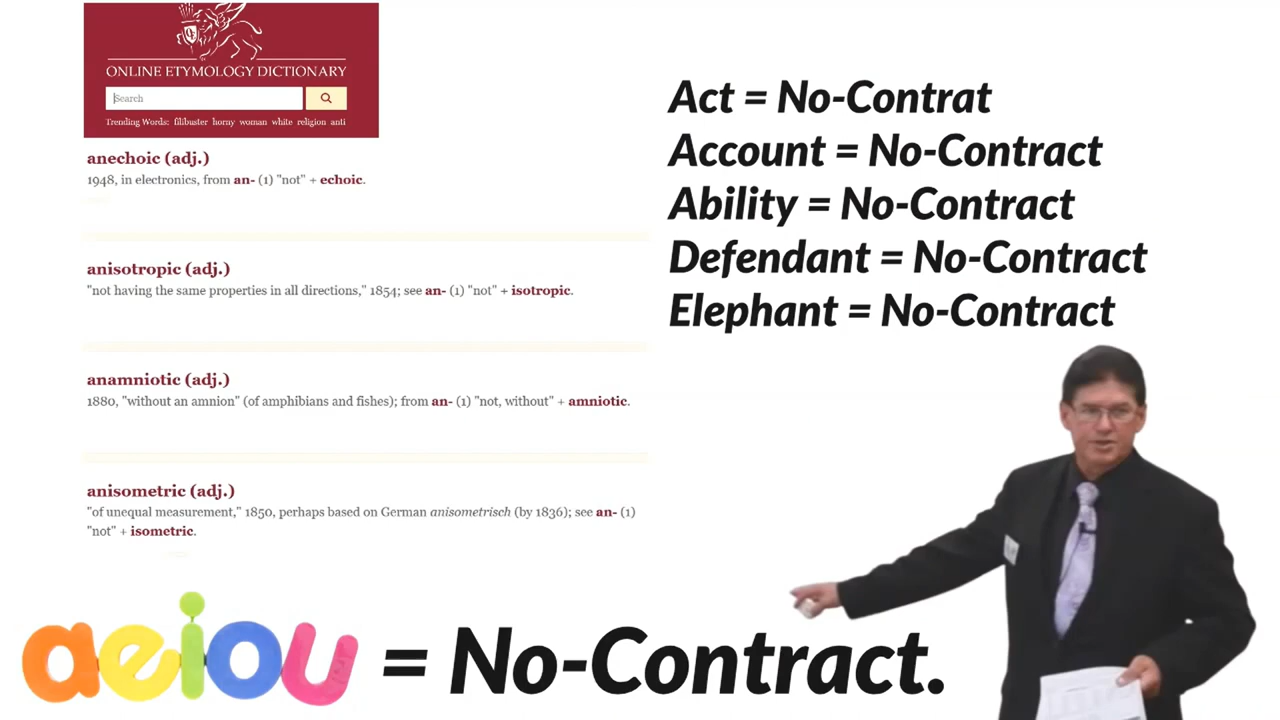 ONLINE ETYMOLOGY DICTIONARY
Search
Trending Words: filibuster horny woman white religion anti
anechoic (adj.)
1948, in electronics, from an- (1) "not" + echoic.
anisotropic (adj.)
"not having the same properties in all directions," 1854; see an- (1) "not" + isotropic.
anamniotic (adj.)
1880, "without an amnion" (of amphibians and fishes); from an- (1) "not, without" + amniotic.
anisometric (adj.)
"of unequal measurement," 1850, perhaps based on German anisometrisch (by 1836); see an- (1)
"not" + isometric.
Act = No-Contrat
Account = No-Contract
Ability = No-Contract
Defendant = No-Contract
Elephant = No-Contract
aeiou = No-Contract.